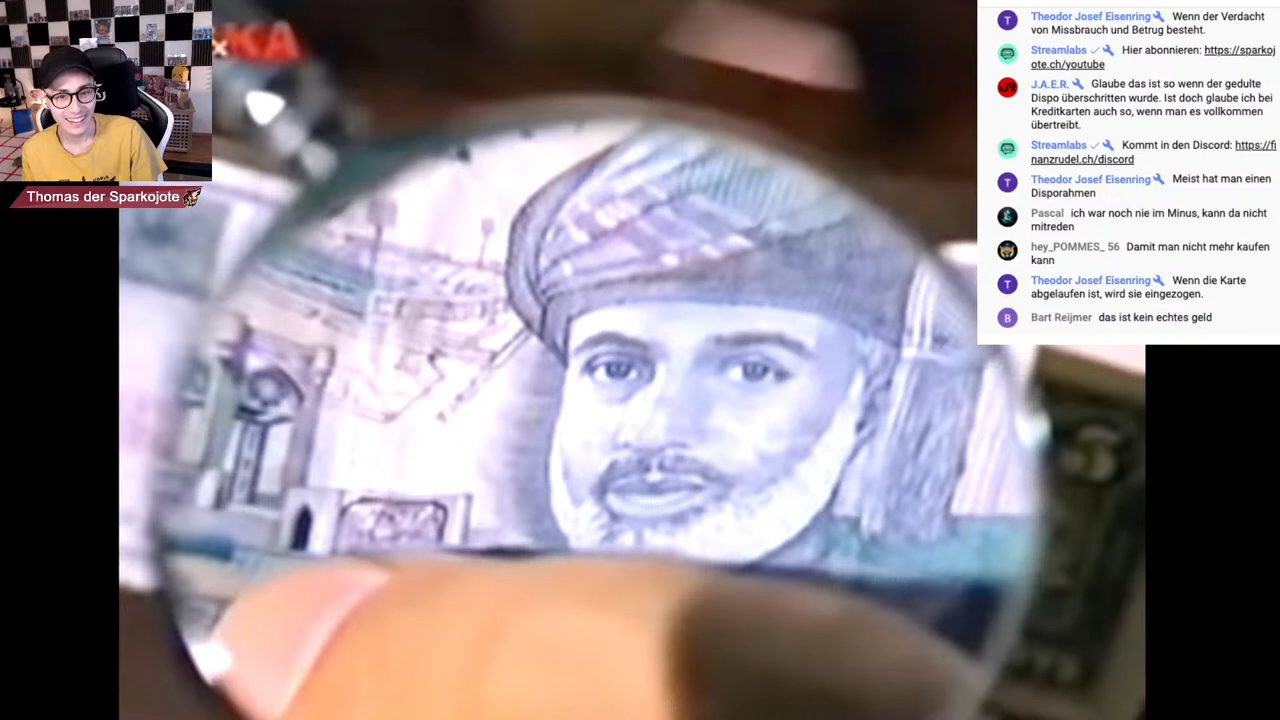 KA
Thomas der Sparkojote
Theodor Josef Eisenring Wenn der Verdacht
von Missbrauch und Betrug besteht.
Streamlabs Hier abonnieren: https://sparkoj
ote.ch/youtube
J.A.E.R. Glaube das ist so wenn der gedulte
Dispo überschritten wurde. Ist doch glaube ich bei
Kreditkarten auch so, wenn man es vollkommen
übertreibt.
Streamlabs Kommt in den Discord: https://fi
nanzrudel.ch/discord
Theodor Josef Eisenring Meist hat man einen
Disporahmen
Pascal ich war noch nie im Minus, kann da nicht
mitreden
hey_POMMES_ 56 Damit man nicht mehr kaufen
kann
Theodor Josef Eisenring Wenn die Karte
abgelaufen ist, wird sie eingezogen.
Bart Reijmer das ist kein echtes geld